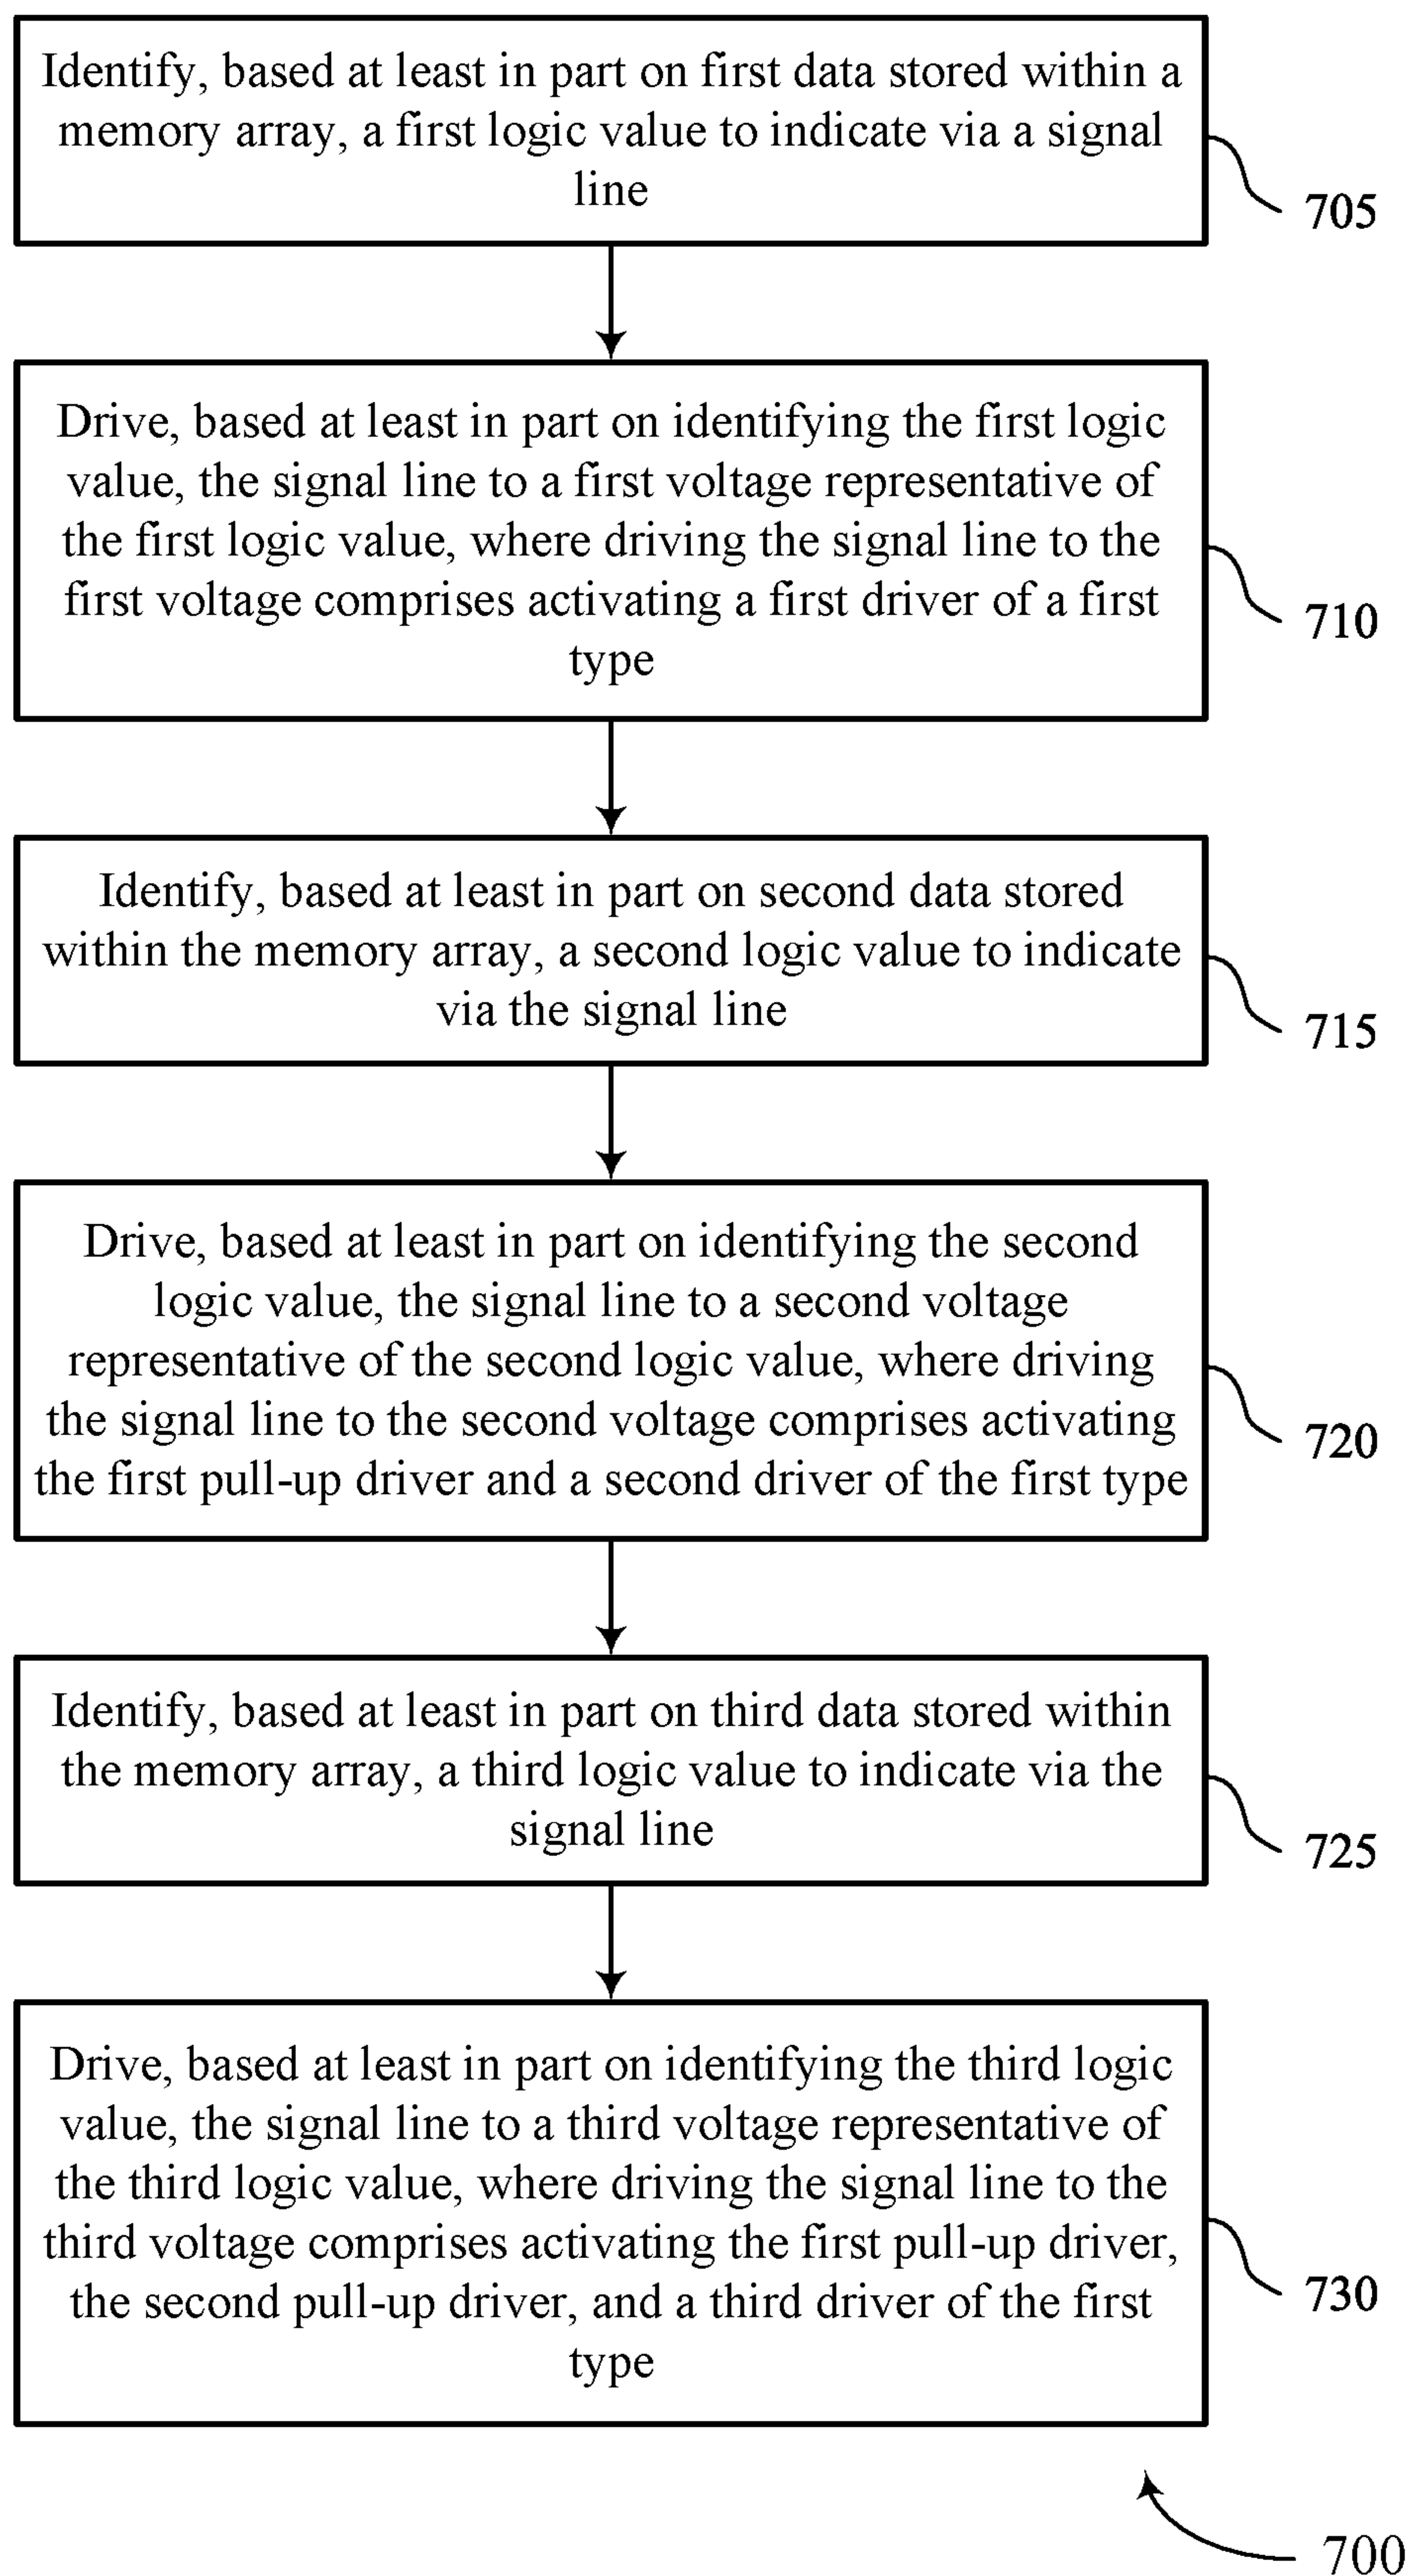 Identify, based at least in part on first data stored within a
memory array, a first logic value to indicate via a signal
line
705
Drive, based at least in part on identifying the first logic
value, the signal line to a first voltage representative of
the first logic value, where driving the signal line to the
first voltage comprises activating a first driver of a first
type
710
Identify, based at least in part on second data stored
within the memory array, a second logic value to indicate
via the signal line
715
Drive, based at least in part on identifying the second
logic value, the signal line to a second voltage
representative of the second logic value, where driving
the signal line to the second voltage comprises activating
the first pull-up driver and a second driver of the first type
720
Identify, based at least in part on third data stored within
the memory array, a third logic value to indicate via the
signal line
725
Drive, based at least in part on identifying the third logic
value, the signal line to a third voltage representative of
the third logic value, where driving the signal line to the
third voltage comprises activating the first pull-up driver,
the second pull-up driver, and a third driver of the first
type
730
700